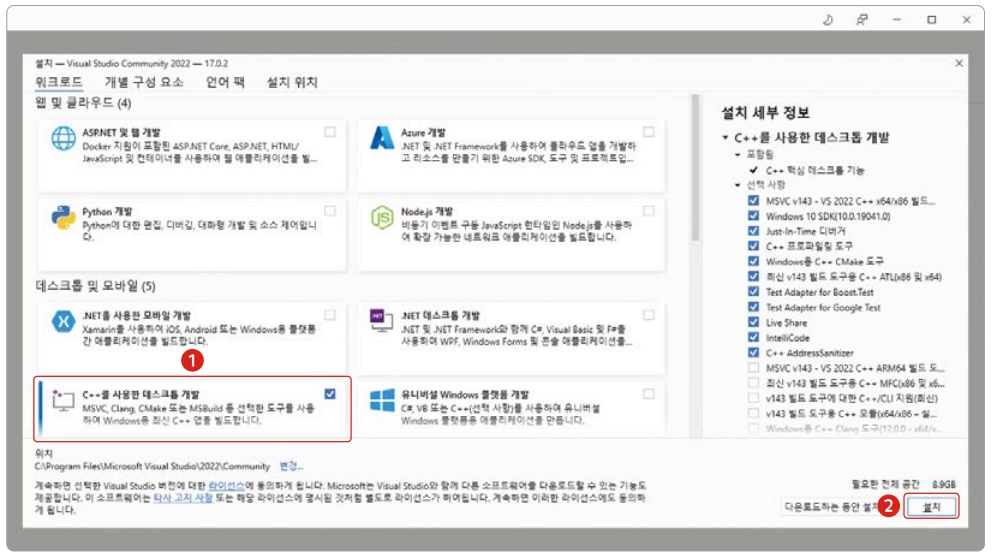 설치 — Visual Studio Community 2022 — 17.0.2
워크로드 개별 구성 요소 언어 팩 설치 위치
웹 및 클라우드 (4)
ASP.NET 및 웹 개발
Docker 지원이 포함된 ASP.NET Core, ASP.NET, HTML/
JavaScript 및 컨테이너를 사용하여 웹 애플리케이션을 빌...
Azure 개발
.NET 및 .NET Framework를 사용하여 클라우드 앱을 개발하
고 리소스를 만들기 위한 Azure SDK, 도구 및 프로젝트입...
Python 개발
Python에 대한 편집, 디버깅, 대화형 개발 및 소스 제어입니
다.
Node.js 개발
비동기 이벤트 구동 JavaScript 런타임인 Node.js를 사용하
여 확장 가능한 네트워크 애플리케이션을 빌드합니다.
데스크톱 및 모바일 (5)
.NET을 사용한 모바일 개발
Xamarin을 사용하여 iOS, Android 또는 Windows용 플랫폼
간 애플리케이션을 빌드합니다.
.NET 데스크톱 개발
.NET 및 .NET Framework와 함께 C#, Visual Basic 및 F#을
사용하여 WPF, Windows Forms 및 콘솔 애플리케이션을...
1
C++를 사용한 데스크톱 개발
MSVC, Clang, CMake 또는 MSBuild 등 선택한 도구를 사용
하여 Windows용 최신 C++ 앱을 빌드합니다.
유니버설 Windows 플랫폼 개발
C#, VB 또는 C++(선택 사항)를 사용하여 유니버설
Windows 플랫폼용 애플리케이션을 만듭니다.
설치 세부 정보
C++를 사용한 데스크톱 개발
포함됨
C++ 핵심 데스크톱 기능
선택 사항
MSVC v143 - VS 2022 C++ x64/x86 빌드...
Windows 10 SDK(10.0.19041.0)
Just-In-Time 디버거
C++ 프로파일링 도구
Windows용 C++ CMake 도구
최신 v143 빌드 도구용 C++ ATL(x86 및 x64)
Test Adapter for Boost.Test
Test Adapter for Google Test
Live Share
IntelliCode
C++ AddressSanitizer
MSVC v143 - VS 2022 C++ ARM64 빌드 도...
최신 v143 빌드 도구용 C++ MFC(x86 및 x6...
v143 빌드 도구에 대한 C++/CLI 지원(최신)
v143 빌드 도구용 C++ 모듈(x64/x86 – 실...
Windows용 C++ Clang 도구(12.0.0 - x64/x...
위치
C:\Program Files\Microsoft Visual Studio\2022\Community 변경...
계속하면 선택한 Visual Studio 버전에 대한 라이선스에 동의하게 됩니다. Microsoft는 Visual Studio와 함께 다른 소프트웨어를 다운로드할 수 있는 기능도
제공합니다. 이 소프트웨어는 타사 고지 사항 또는 해당 라이선스에 명시된 것처럼 별도로 라이선스가 허여됩니다. 계속하면 이러한 라이선스에도 동의하
게 됩니다.
필요한 전체 공간 8.9GB
다운로드하는 동안 설치 2 설치